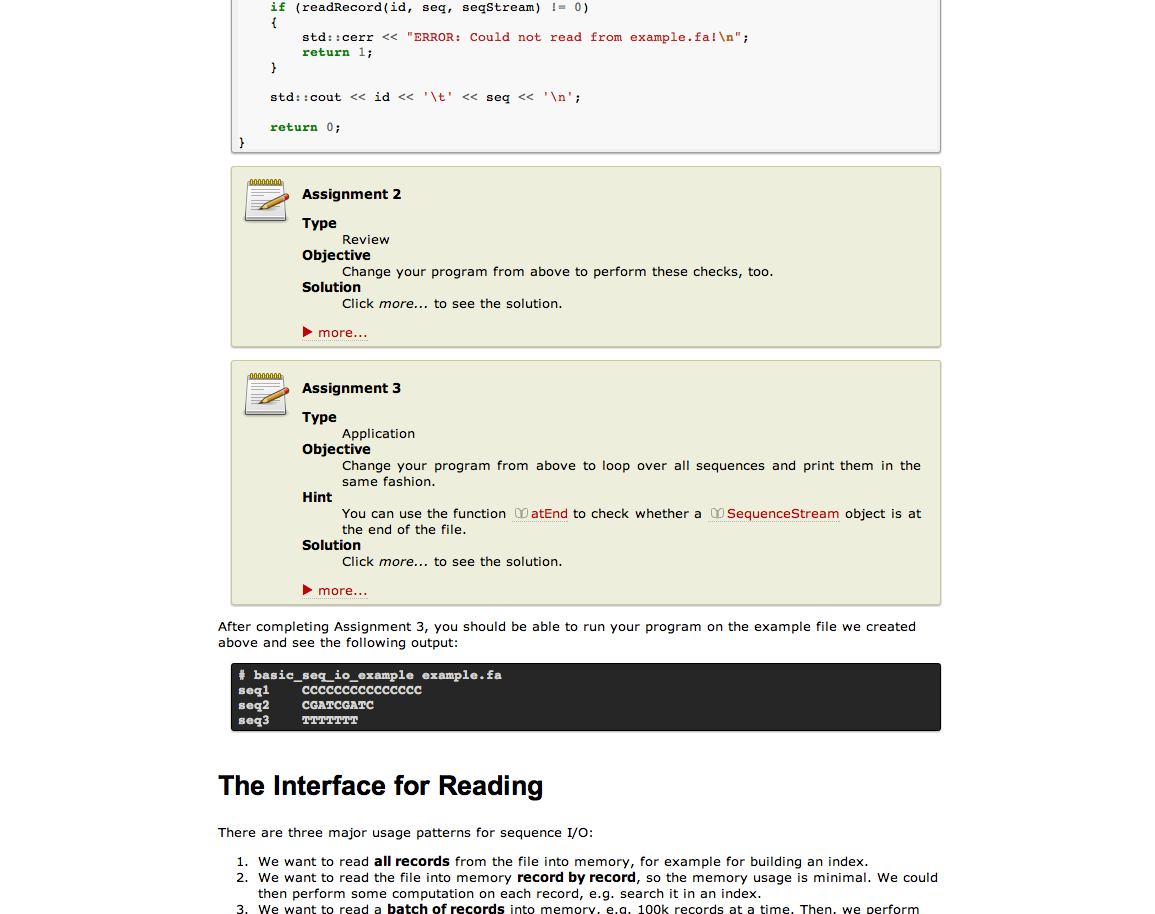 if (readRecord(id, seq, seqStream) != 0)
{
std::cerr << "ERROR: Could not read from example.fa!\n";
return 1;
}
std::cout << id << '\t' << seq << '\n';
return 0;
}
Assignment 2
Type
Review
Objective
Change your program from above to perform these checks, too.
Solution
Click more... to see the solution.
more...
Assignment 3
Type
Application
Objective
Change your program from above to loop over all sequences and print them in the
same fashion.
Hint
You can use the function atEnd to check whether a SequenceStream object is at
the end of the file.
Solution
Click more... to see the solution.
more...
After completing Assignment 3, you should be able to run your program on the example file we created
above and see the following output:
# basic_seq_io_example example.fa
seq1 CCCCCCCCCCCCCCC
seq2 CGATCGATC
seq3 TTTTTTT
The Interface for Reading
There are three major usage patterns for sequence I/O:
1. We want to read all records from the file into memory, for example for building an index.
2. We want to read the file into memory record by record, so the memory usage is minimal. We could
then perform some computation on each record, e.g. search it in an index.
3. We want to read a batch of records into memory, e.g. 100k records at a time. Then, we perform